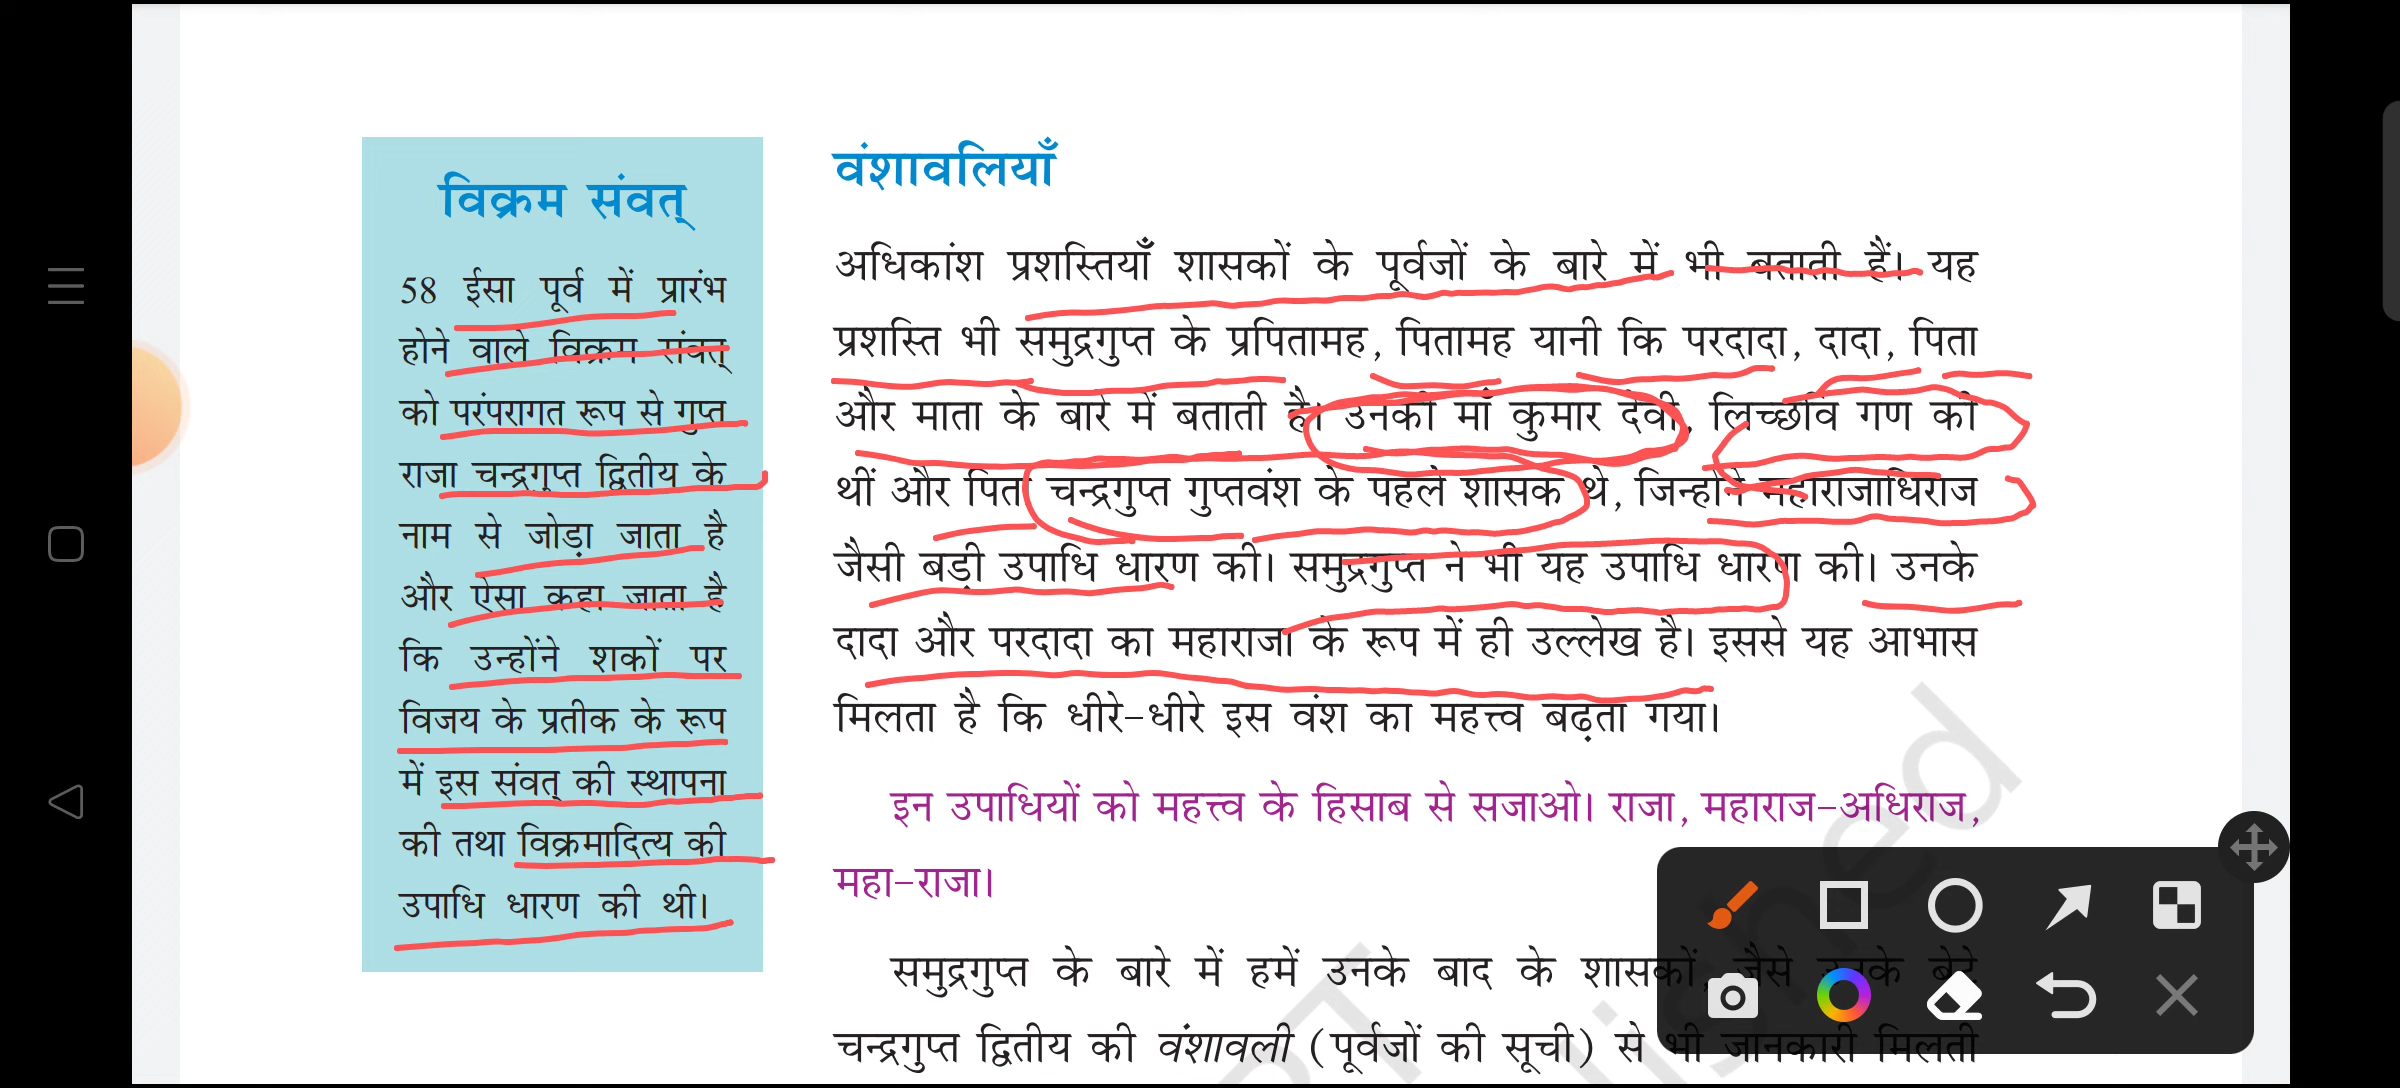 विक्रम संवत्
58 ईसा पूर्व में प्रारंभ
होने वाले विक्रम संवत्
को परंपरागत रूप से गुप्त
राजा चन्द्रगुप्त द्वितीय के
नाम से जोड़ा जाता है
और ऐसा कहा जाता है
कि उन्होंने शकों पर
विजय के प्रतीक के रूप
में इस संवत् की स्थापना
की तथा विक्रमादित्य की
उपाधि धारण की थी।
वंशावलियाँ
अधिकांश प्रशस्तियाँ शासकों के पूर्वजों के बारे में भी बताती हैं। यह
प्रशस्ति भी समुद्रगुप्त के प्रपितामह, पितामह यानी कि परदादा, दादा, पिता
और माता के बारे में बताती है। उनकी माँ कुमार देवी, लिच्छवि गण की
थीं और पिता चन्द्रगुप्त गुप्तवंश के पहले शासक थे, जिन्होंने महाराजाधिराज
जैसी बड़ी उपाधि धारण की। समुद्रगुप्त ने भी यह उपाधि धारण की। उनके
दादा और परदादा का महाराजा के रूप में ही उल्लेख है। इससे यह आभास
मिलता है कि धीरे-धीरे इस वंश का महत्त्व बढ़ता गया।
इन उपाधियों को महत्त्व के हिसाब से सजाओ। राजा, महाराज-अधिराज,
महा-राजा।
समुद्रगुप्त के बारे में हमें उनके बाद के शासकों, जैसे उनके बेटे
चन्द्रगुप्त द्वितीय की वंशावली (पूर्वजों की सूची) से भी जानकारी मिलती